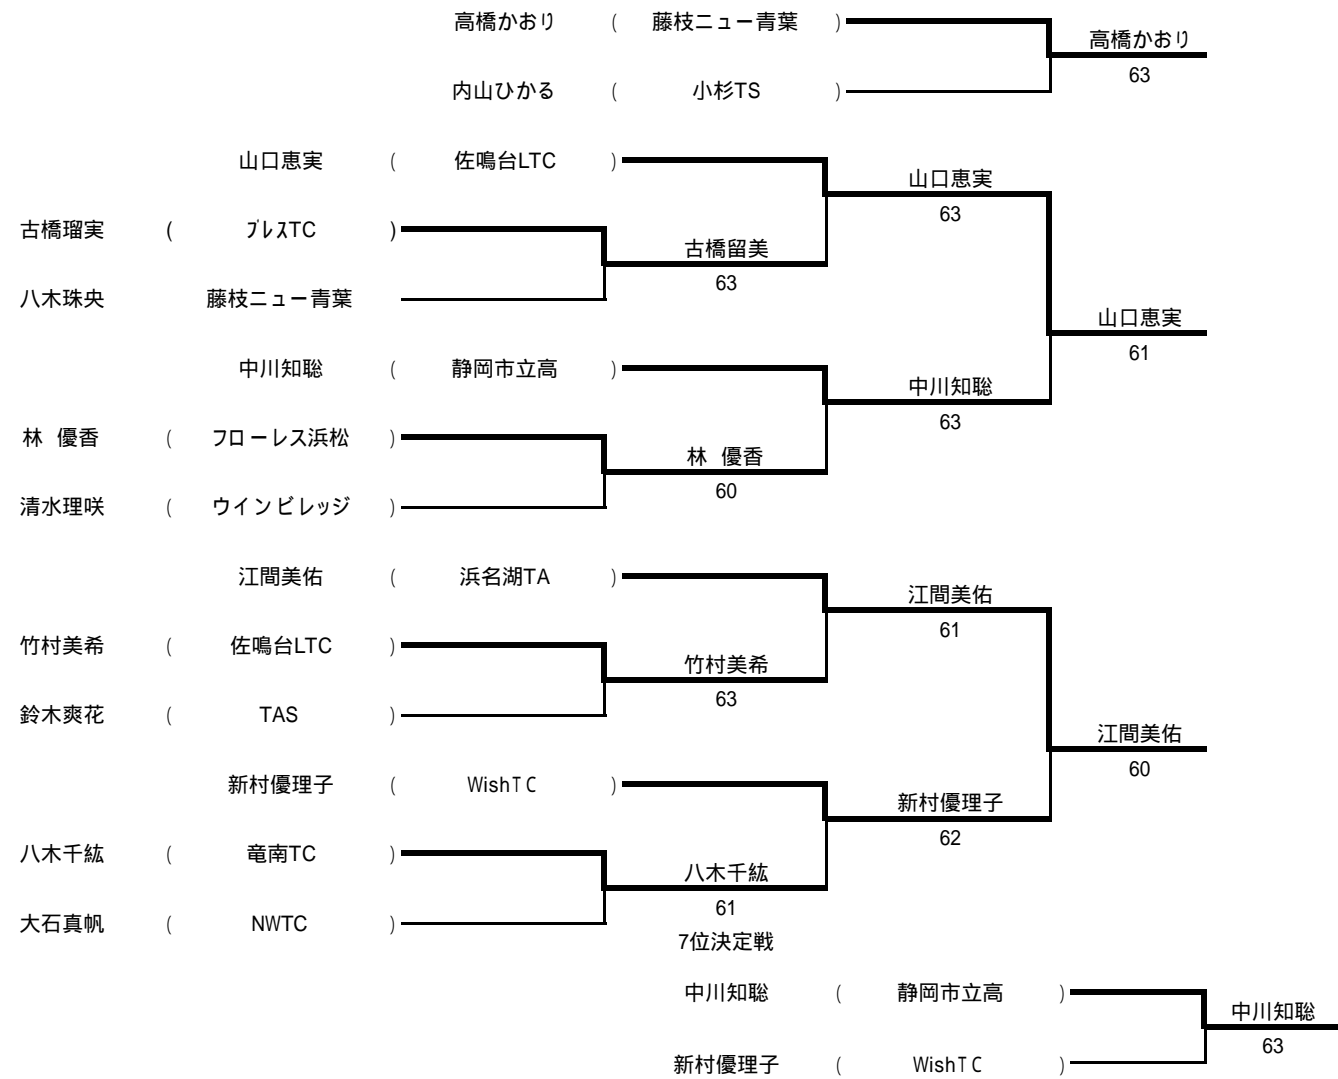 高橋かおり ( 藤枝ニュー青葉 )
高橋かおり
63
内山ひかる ( 小杉TS )
山口恵実 ( 佐鳴台LTC )
山口恵実
63
古橋瑠実 ( ブレスTC )
古橋留美
63
八木珠央 藤枝ニュー青葉
山口恵実
61
中川知聡 ( 静岡市立高 )
中川知聡
63
林 優香 ( フローレス浜松 )
林 優香
60
清水理咲 ( ウインビレッジ )
江間美佑 ( 浜名湖TA )
江間美佑
61
竹村美希 ( 佐鳴台LTC )
竹村美希
63
鈴木爽花 ( TAS )
江間美佑
60
新村優理子 ( WishTC )
新村優理子
62
八木千紘 ( 竜南TC )
八木千紘
61
大石真帆 ( NWTC )
7位決定戦
中川知聡 ( 静岡市立高 )
中川知聡
63
新村優理子 ( WishTC )